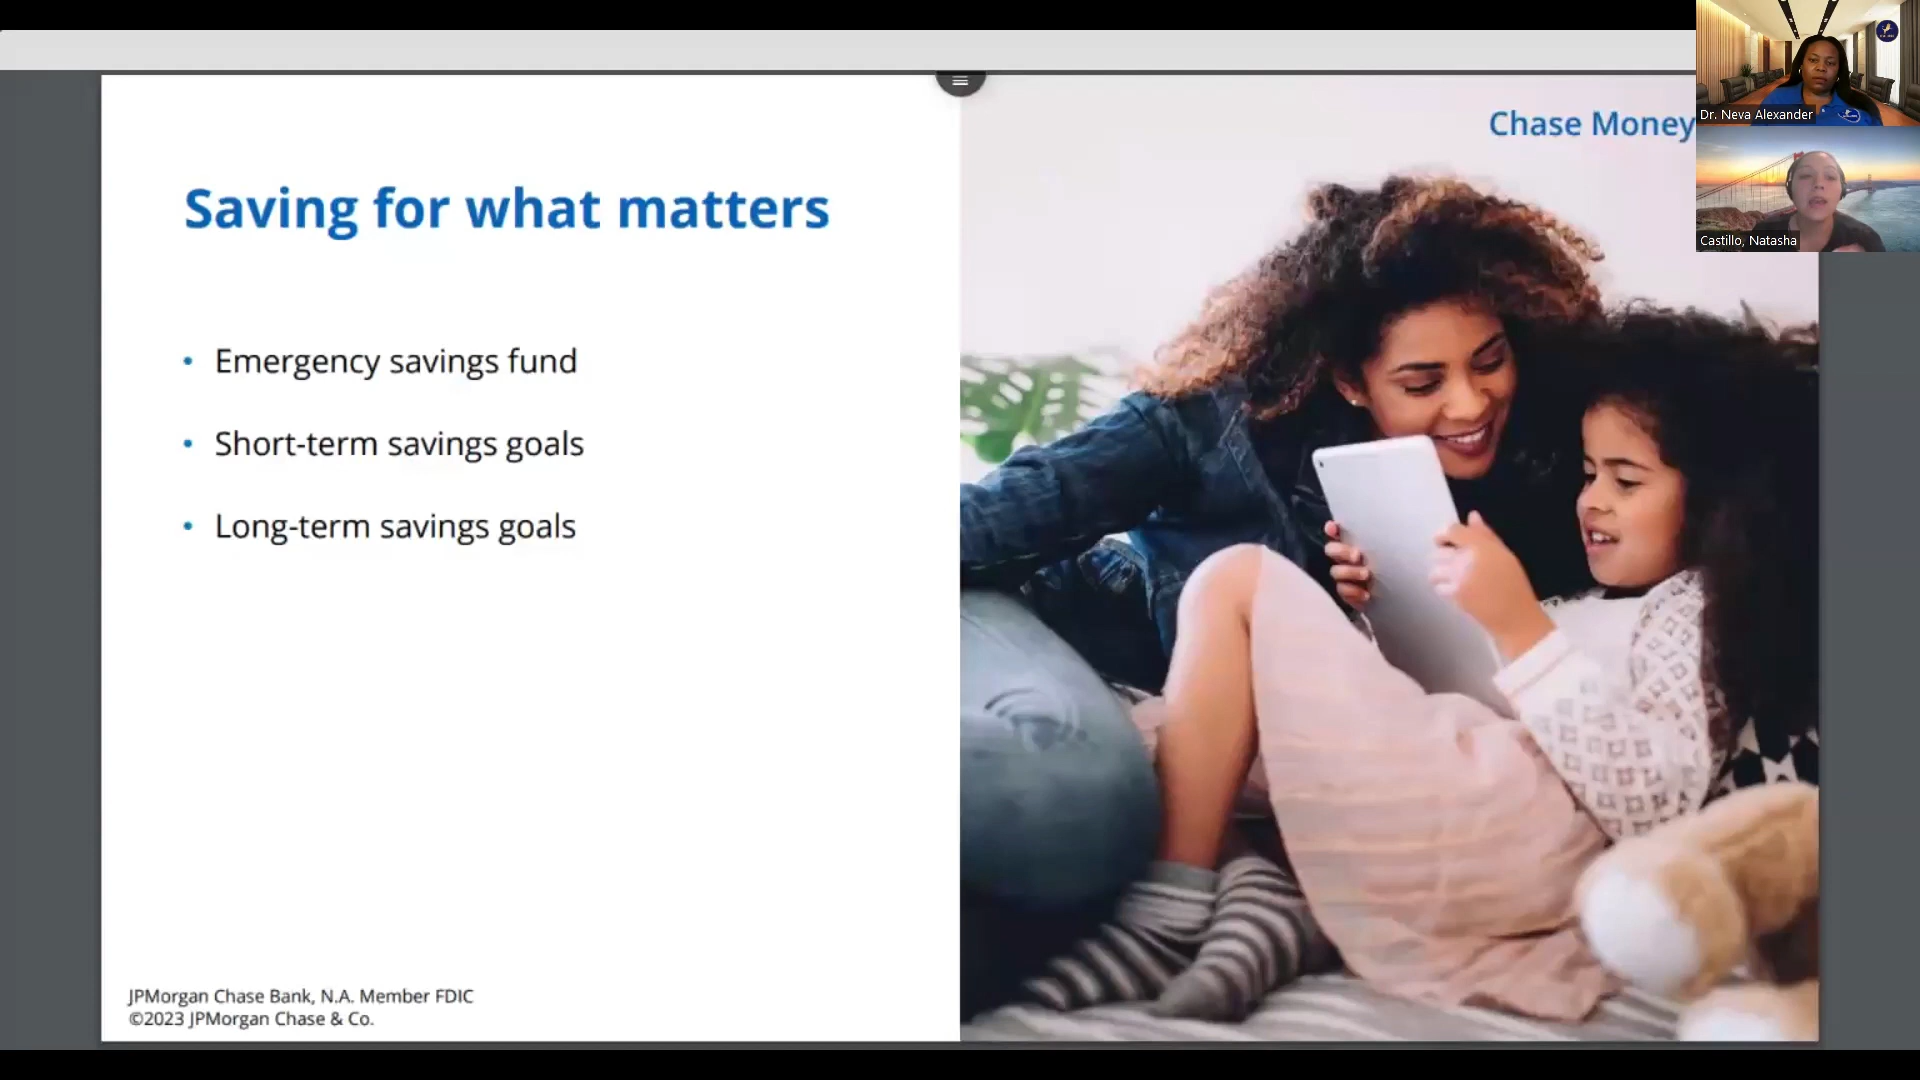 Chase Money
Dr. Neva Alexander
Castillo, Natasha
Saving for what matters
• Emergency savings fund
• Short-term savings goals
• Long-term savings goals
JPMorgan Chase Bank, N.A. Member FDIC
©2023 JPMorgan Chase & Co.